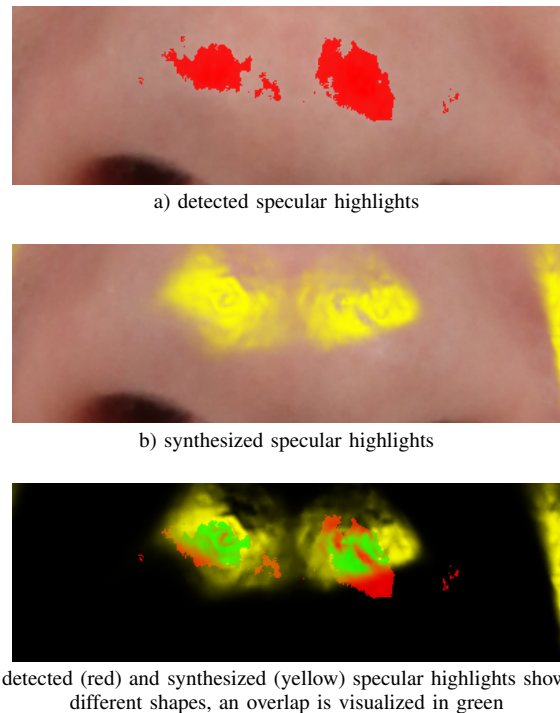 a) detected specular highlights
b) synthesized specular highlights
detected (red) and synthesized (yellow) specular highlights show
different shapes, an overlap is visualized in green